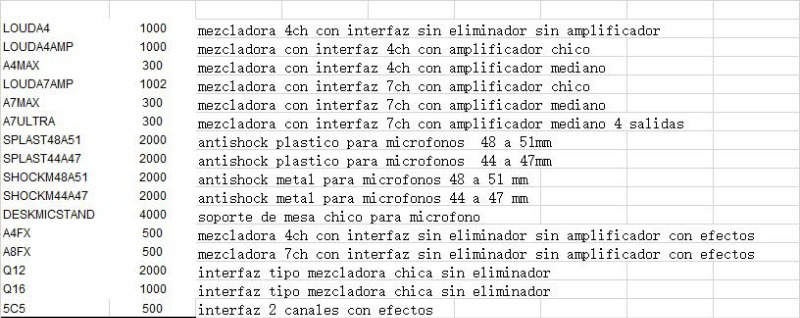 LOUDA4 1000 mezcladora 4ch con interfaz sin eliminador sin amplificador
LOUDA4AMP 1000 mezcladora con interfaz 4ch con amplificador chico
A4MAX 300 mezcladora con interfaz 4ch con amplificador mediano
LOUDA7AMP 1002 mezcladora con interfaz 7ch con amplificador chico
A7MAX 300 mezcladora con interfaz 7ch con amplificador mediano
A7ULTRA 300 mezcladora con interfaz 7ch con amplificador mediano 4 salidas
SPLAST48A51 2000 antishock plastico para microfonos 48 a 51mm
SPLAST44A47 2000 antishock plastico para microfonos 44 a 47mm
SHOCKM48A51 2000 antishock metal para microfonos 48 a 51 mm
SHOCKM44A47 2000 antishock metal para microfonos 44 a 47 mm
DESKMICSTAND 4000 soporte de mesa chico para microfono
A4FX 500 mezcladora 4ch con interfaz sin eliminador sin amplificador con efectos
A8FX 500 mezcladora 7ch con interfaz sin eliminador sin amplificador con efectos
Q12 2000 interfaz tipo mezcladora chica sin eliminador
Q16 1000 interfaz tipo mezcladora chica sin eliminador
5C5 500 interfaz 2 canales con efectos